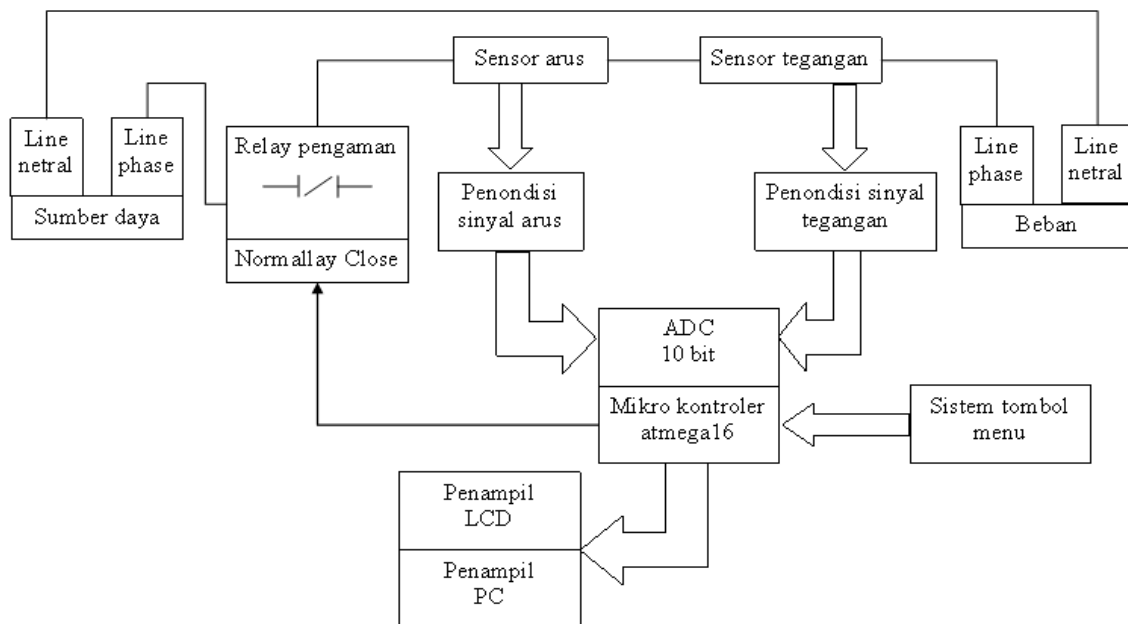 Sensor arus
Sensor tegangan
Line
netral
Line
phase
Sumber daya
Relay pengaman
Normallay Close
Penondisi
sinyal arus
Penondisi sinyal
tegangan
Line
phase
Line
netral
Beban
ADC
10 bit
Mikro kontroler
atmega16
Sistem tombol
menu
Penampil
LCD
Penampil
PC